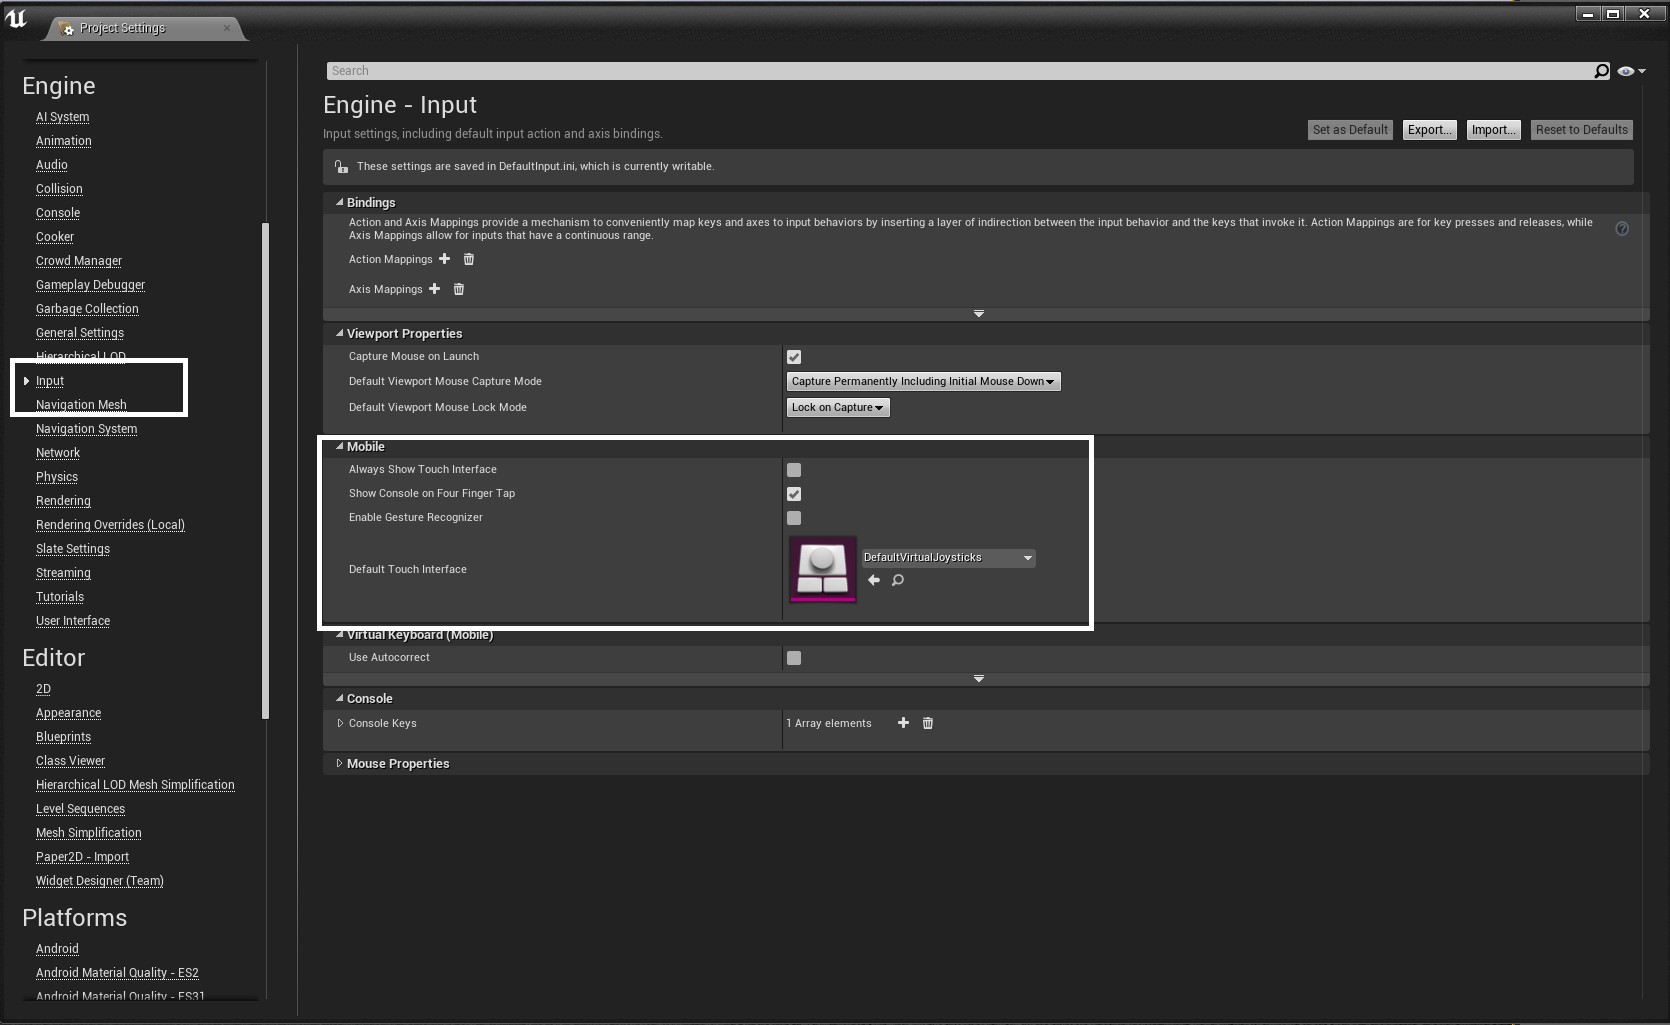 Project Settings
Engine
AI System
Animation
Audio
Collision
Console
Cooker
Crowd Manager
Gameplay Debugger
Garbage Collection
General Settings
Hierarchical LOD
Input
Navigation Mesh
Navigation System
Network
Physics
Rendering
Rendering Overrides (Local)
Slate Settings
Streaming
Tutorials
User Interface
Editor
2D
Appearance
Blueprints
Class Viewer
Hierarchical LOD Mesh Simplification
Level Sequences
Mesh Simplification
Paper2D - Import
Widget Designer (Team)
Platforms
Android
Android Material Quality - ES2
Android Material Quality - ES31
Search
Engine - Input
Input settings, including default input action and axis bindings.
Set as Default
Export...
Import...
Reset to Defaults
These settings are saved in DefaultInput.ini, which is currently writable.
Bindings
Action and Axis Mappings provide a mechanism to conveniently map keys and axes to input behaviors by inserting a layer of indirection between the input behavior and the keys that invoke it. Action Mappings are for key presses and releases, while
Axis Mappings allow for inputs that have a continuous range.
Action Mappings
Axis Mappings
Viewport Properties
Capture Mouse on Launch
Default Viewport Mouse Capture Mode Capture Permanently Including Initial Mouse Down
Default Viewport Mouse Lock Mode Lock on Capture
Mobile
Always Show Touch Interface
Show Console on Four Finger Tap
Enable Gesture Recognizer
Default Touch Interface DefaultVirtualJoysticks
Virtual Keyboard (Mobile)
Use Autocorrect
Console
Console Keys 1 Array elements
Mouse Properties